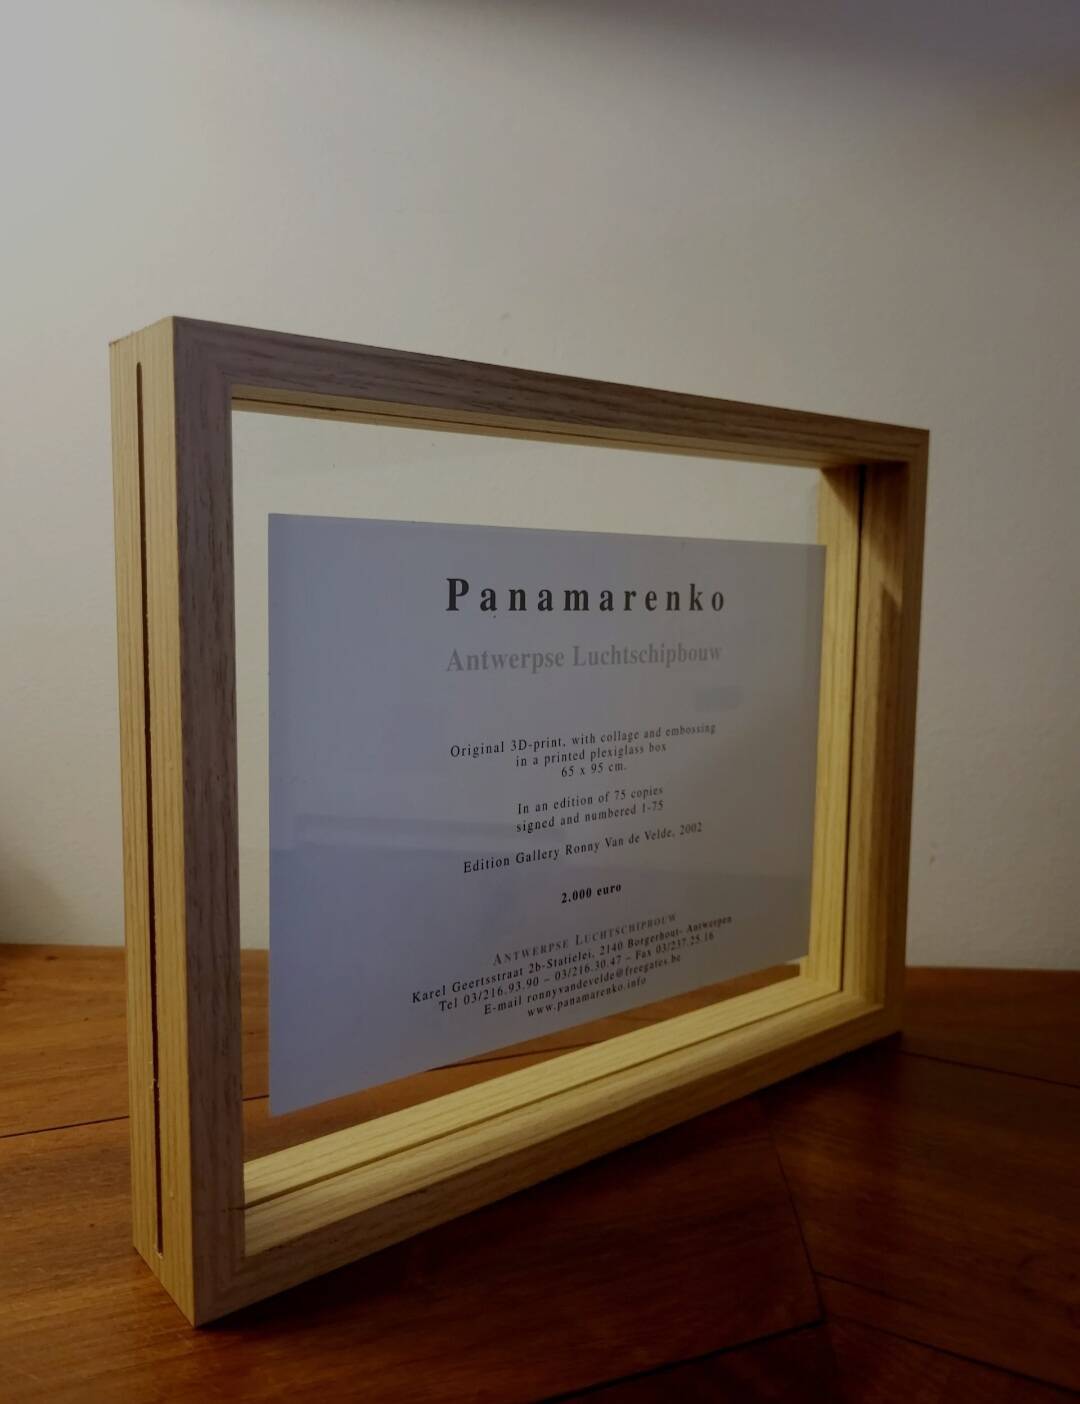 Panamarenko
Antwerpse Luchtschipbouw
Original 3D-print, with collage and embossing
in a printed plexiglass box
65 x 95 cm.
In an edition of 75 copies
signed and numbered 1-75
Edition Gallery Ronny Van de Velde, 2002
2.000 euro
ANTWERPSE LUCHTSCHIPBOUW
Karel Geertsstraat 2b-Statielei, 2140 Borgerhout- Antwerpen
Tel 03/216.93.90 – 03/216.30.47 – Fax 03/237.25.16
E-mail ronnyvandevelde@freegates.be
www.panamarenko.info